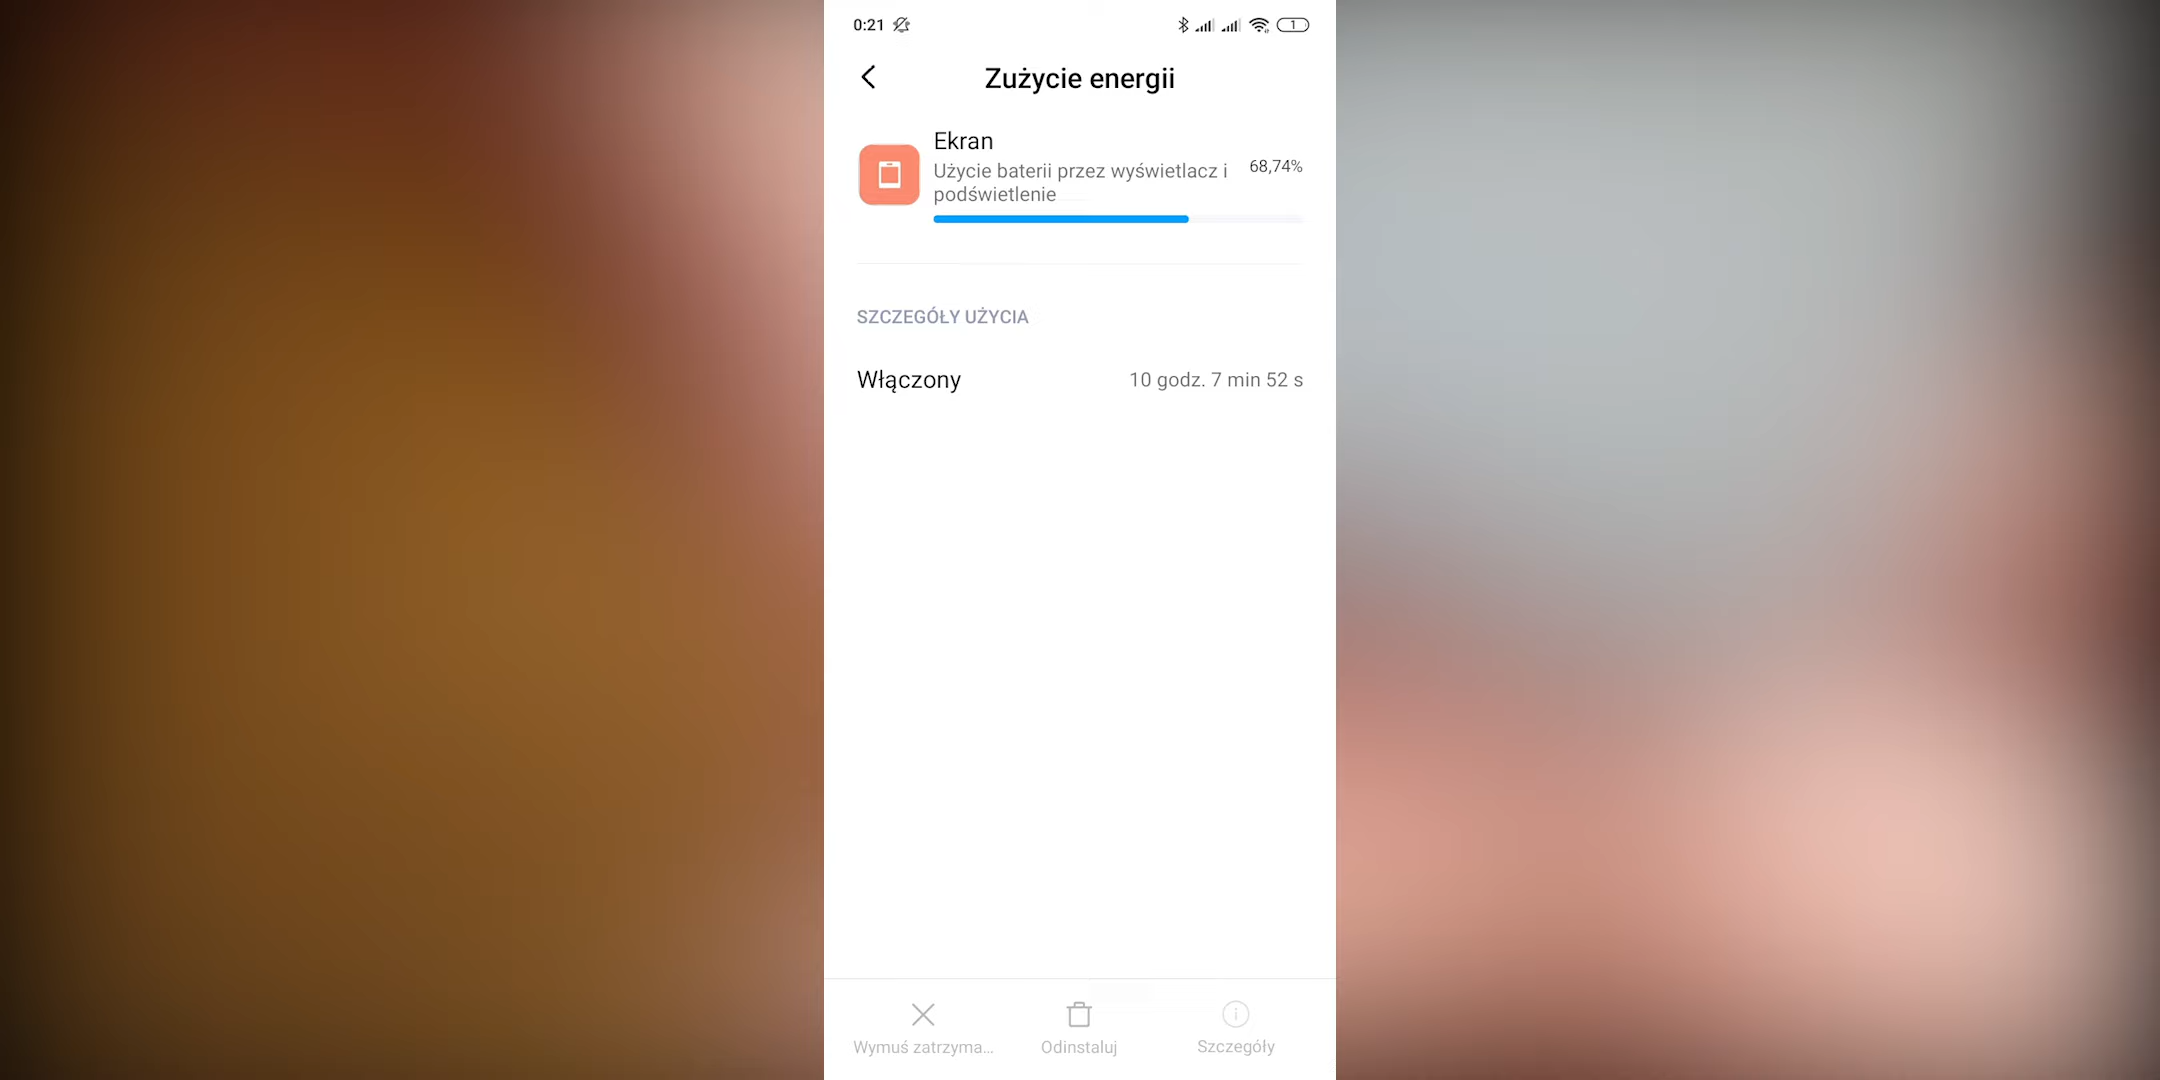 0:21
1
Zużycie energii
Ekran
Użycie baterii przez wyświetlacz i
podświetlenie
68,74%
SZCZEGÓŁY UŻYCIA
Włączony 10 godz. 7 min 52 s
Wymuś zatrzyma... Odinstaluj Szczegóły